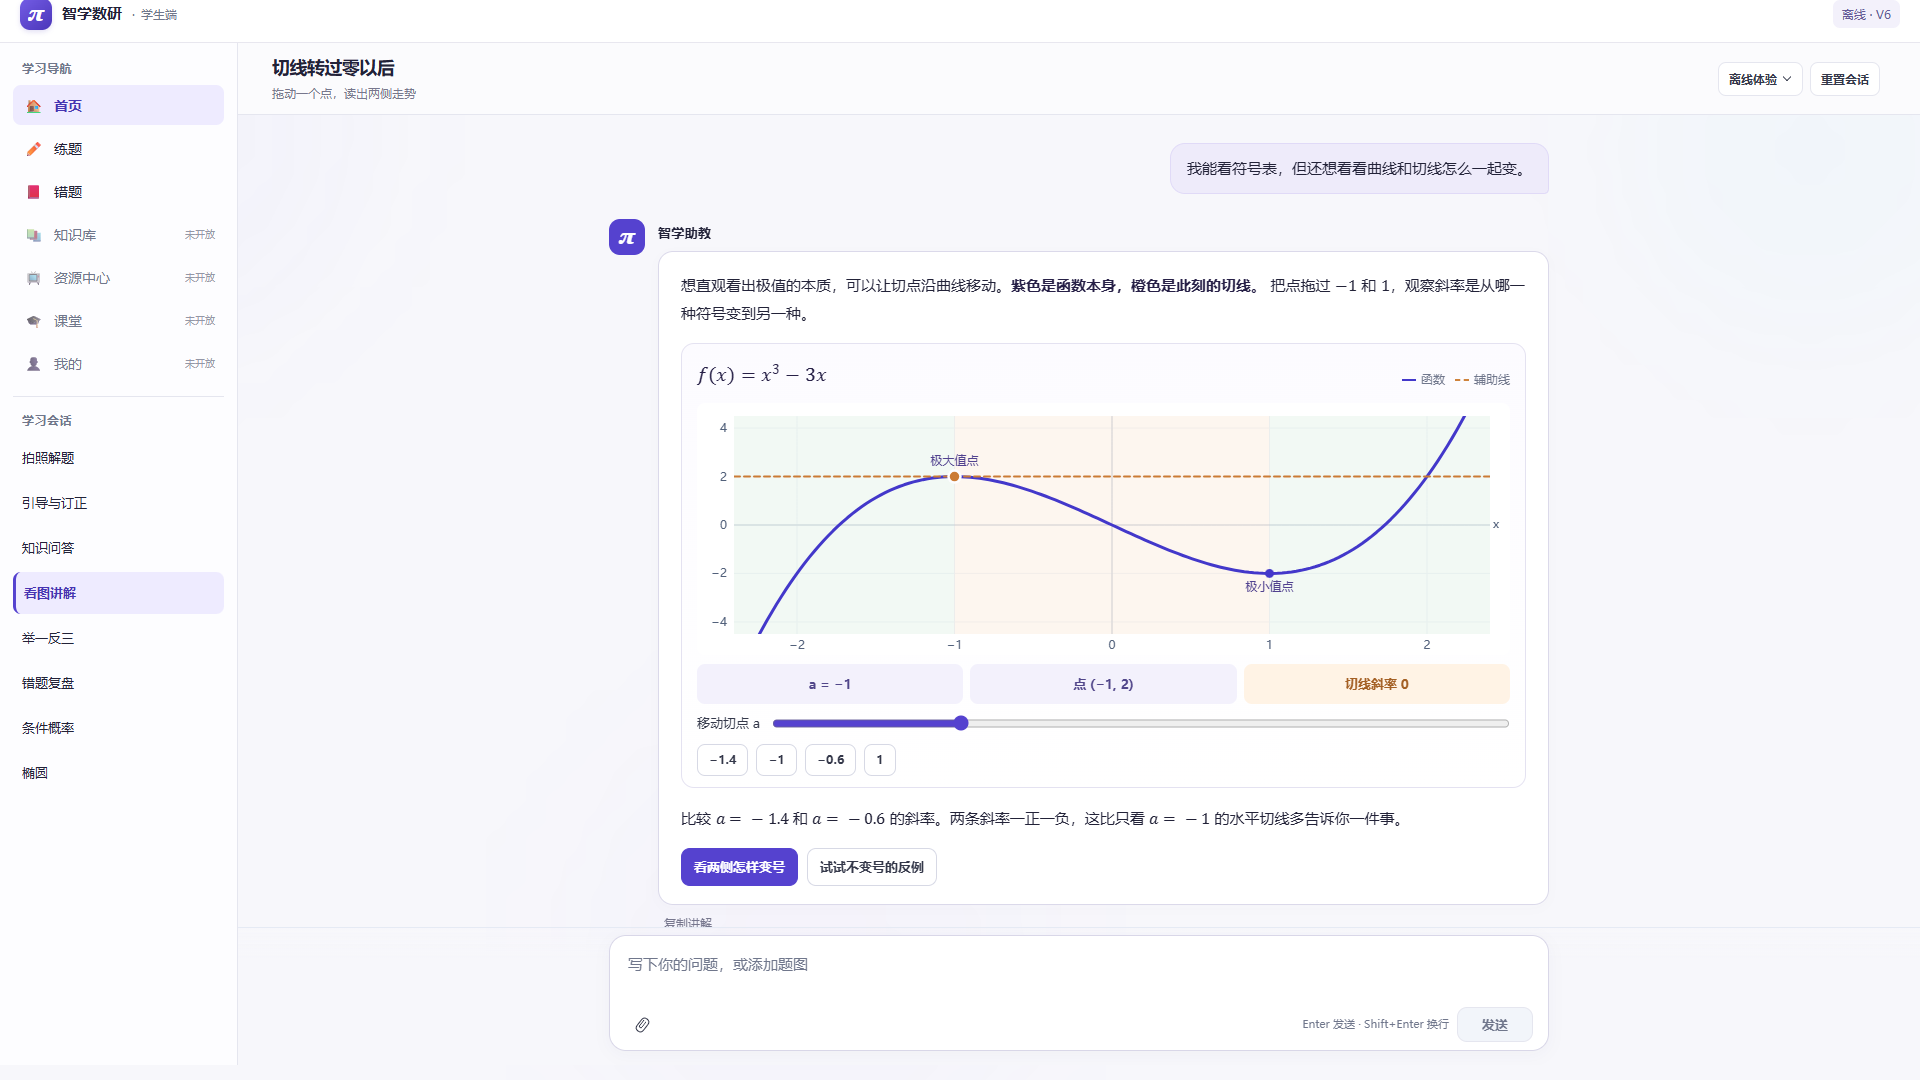 智学数研 · 学生端
离线 · V6
学习导航
首页
练题
错题
知识库 未开放
资源中心 未开放
课堂 未开放
我的 未开放
学习会话
拍照解题
引导与订正
知识问答
看图讲解
举一反三
错题复盘
条件概率
椭圆
切线转过零以后
拖动一个点，读出两侧走势
离线体验
重置会话
我能看符号表，但还想看看曲线和切线怎么一起变。
π
智学助教
想直观看出极值的本质，可以让切点沿曲线移动。紫色是函数本身，橙色是此刻的切线。 把点拖过 −1 和 1，观察斜率是从哪一
种符号变到另一种。
f(x) = x³ − 3x
函数 辅助线
4
2
0
−2
−4
极大值点
极小值点
x
−2 −1 0 1 2
a = −1
点 (−1, 2)
切线斜率 0
移动切点 a
−1.4 −1 −0.6 1
比较 a = − 1.4 和 a = − 0.6 的斜率。两条斜率一正一负，这比只看 a = − 1 的水平切线多告诉你一件事。
看两侧怎样变号 试试不变号的反例
复制讲解
写下你的问题，或添加题图
Enter 发送 · Shift+Enter 换行
发送